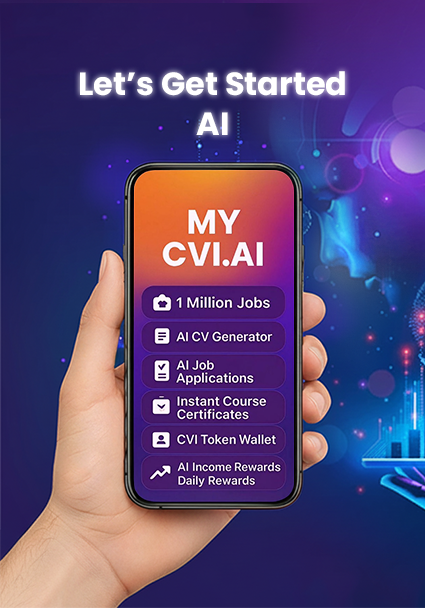 Let's Get Started
AI
MY
CVI.AI
1 Million Jobs
AI CV Generator
AI Job
Applications
Instant Course
Certificates
CVI Token Wallet
AI Income Rewards
Daily Rewards